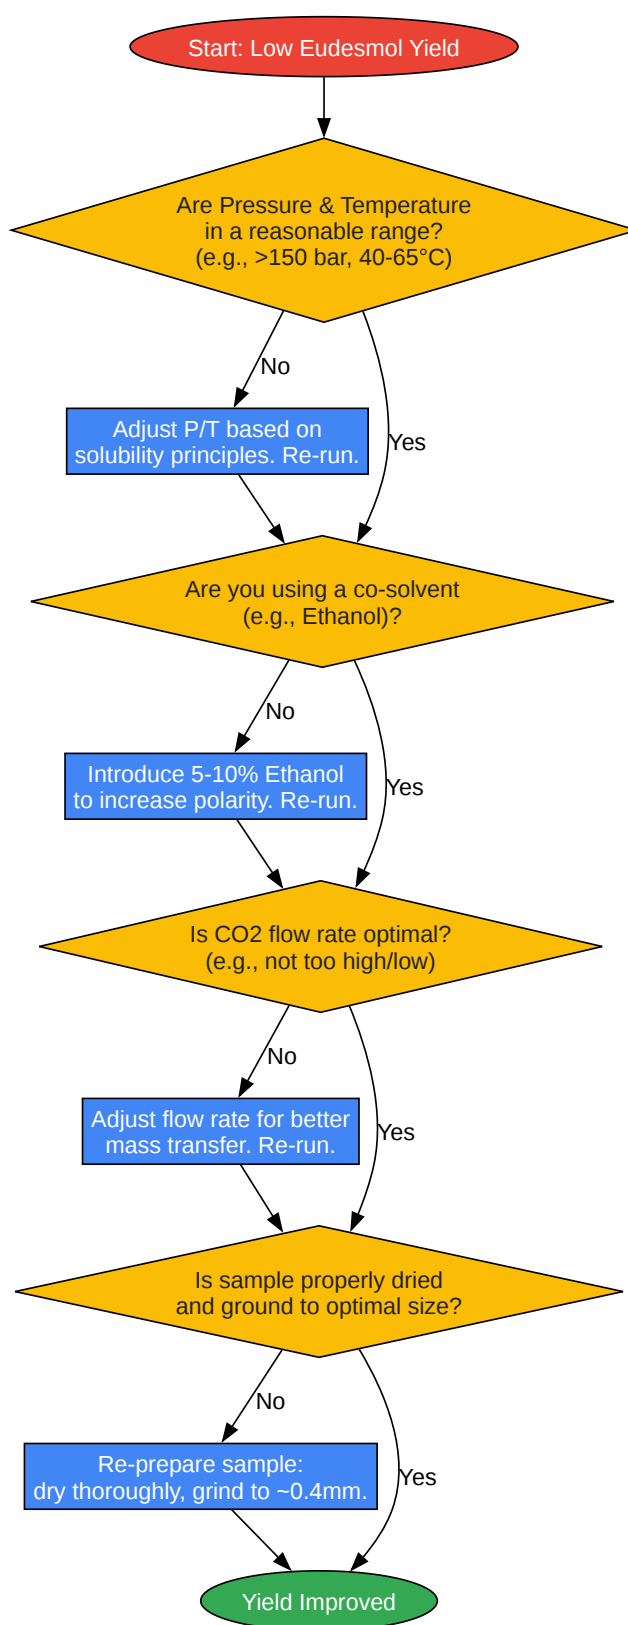 Start: Low Eudesmol Yield
Are Pressure & Temperature
in a reasonable range?
(e.g., >150 bar, 40-65°C)
No
Yes
Adjust P/T based on
solubility principles. Re-run.
Are you using a co-solvent
(e.g., Ethanol)?
No
Yes
Introduce 5-10% Ethanol
to increase polarity. Re-run.
Is CO2 flow rate optimal?
(e.g., not too high/low)
No
Yes
Adjust flow rate for better
mass transfer. Re-run.
Is sample properly dried
and ground to optimal size?
No
Yes
Re-prepare sample:
dry thoroughly, grind to ~0.4mm.
Yield Improved